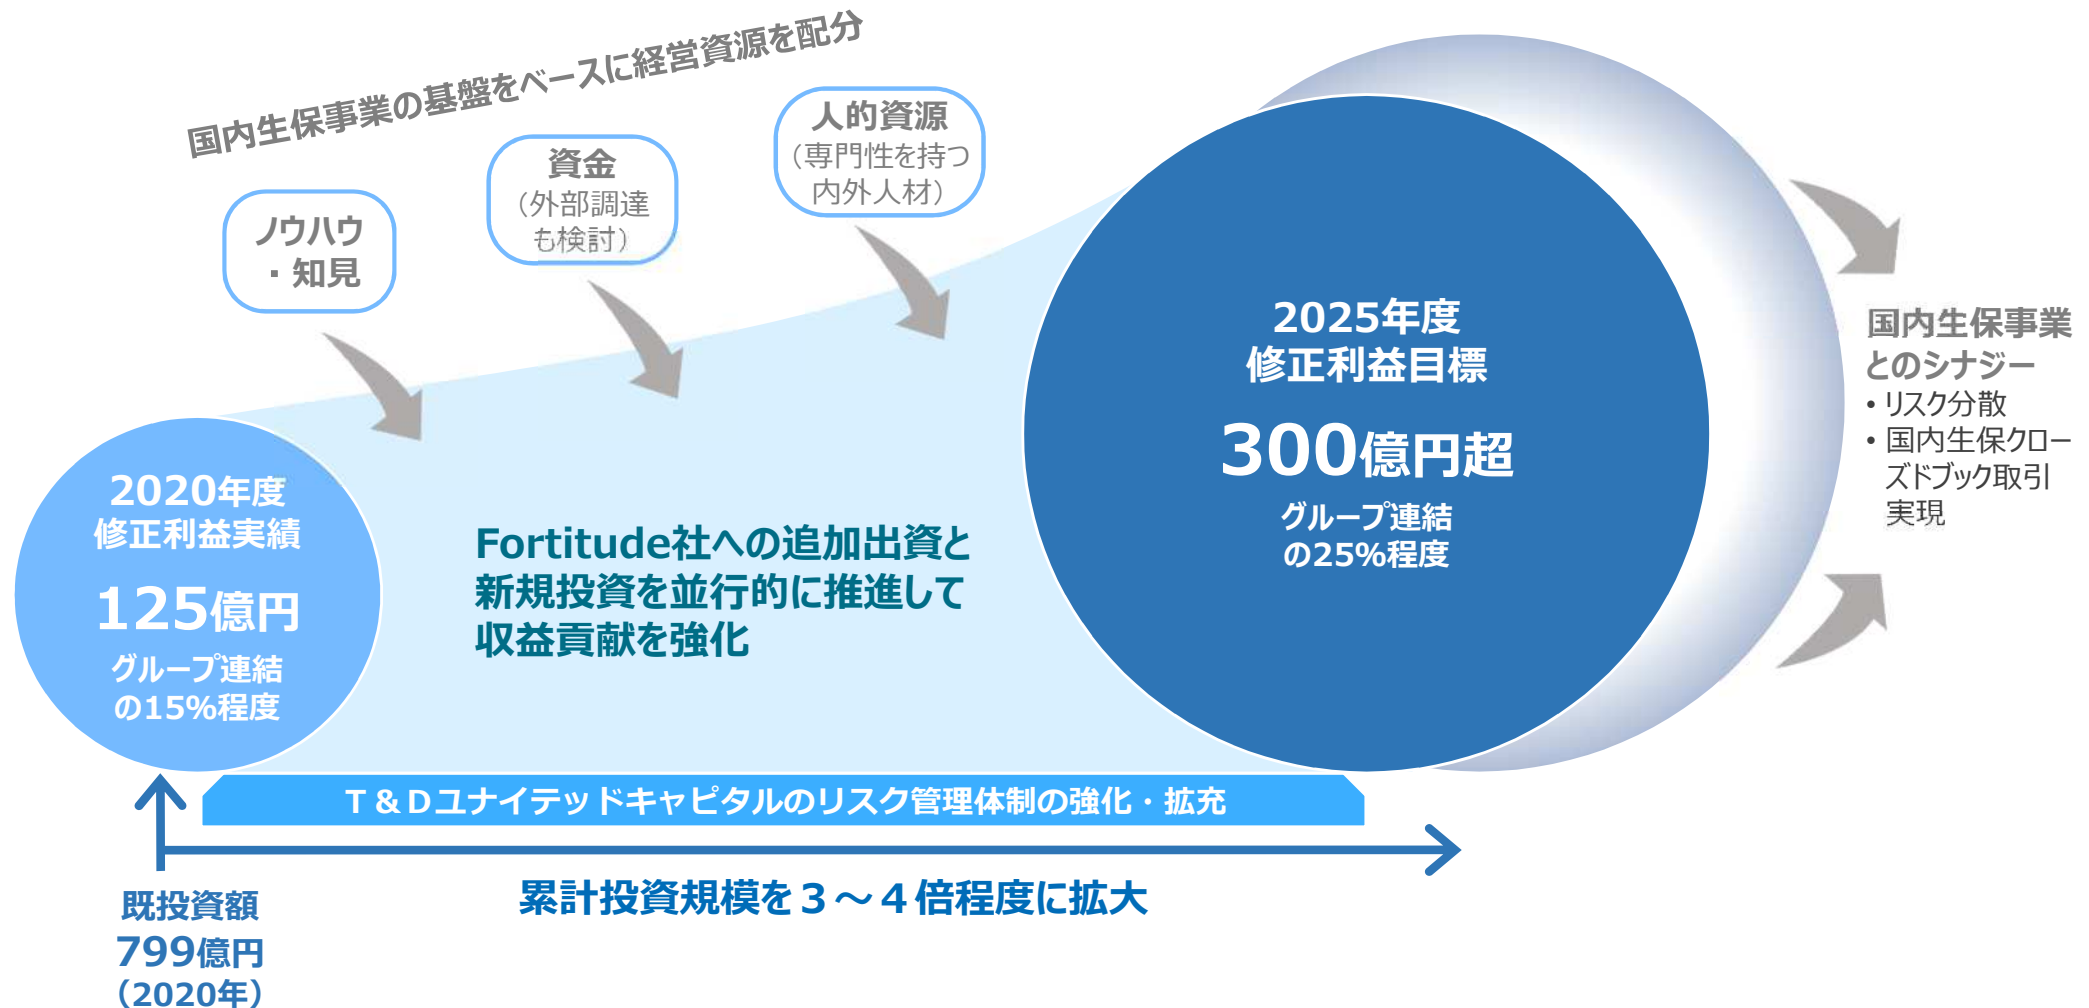 国内生保事業の基盤をベースに経営資源を配分
ノウハウ
・知見
資金
（外部調達
も検討）
人的資源
（専門性を持つ
内外人材）
2020年度
修正利益実績
125億円
グループ連結
の15%程度
Fortitude社への追加出資と
新規投資を並行的に推進して
収益貢献を強化
2025年度
修正利益目標
300億円超
グループ連結
の25%程度
国内生保事業
とのシナジー
• リスク分散
• 国内生保クロー
ズドブック取引
実現
Ｔ＆Ｄユナイテッドキャピタルのリスク管理体制の強化・拡充
累計投資規模を３～４倍程度に拡大
既投資額
799億円
（2020年）